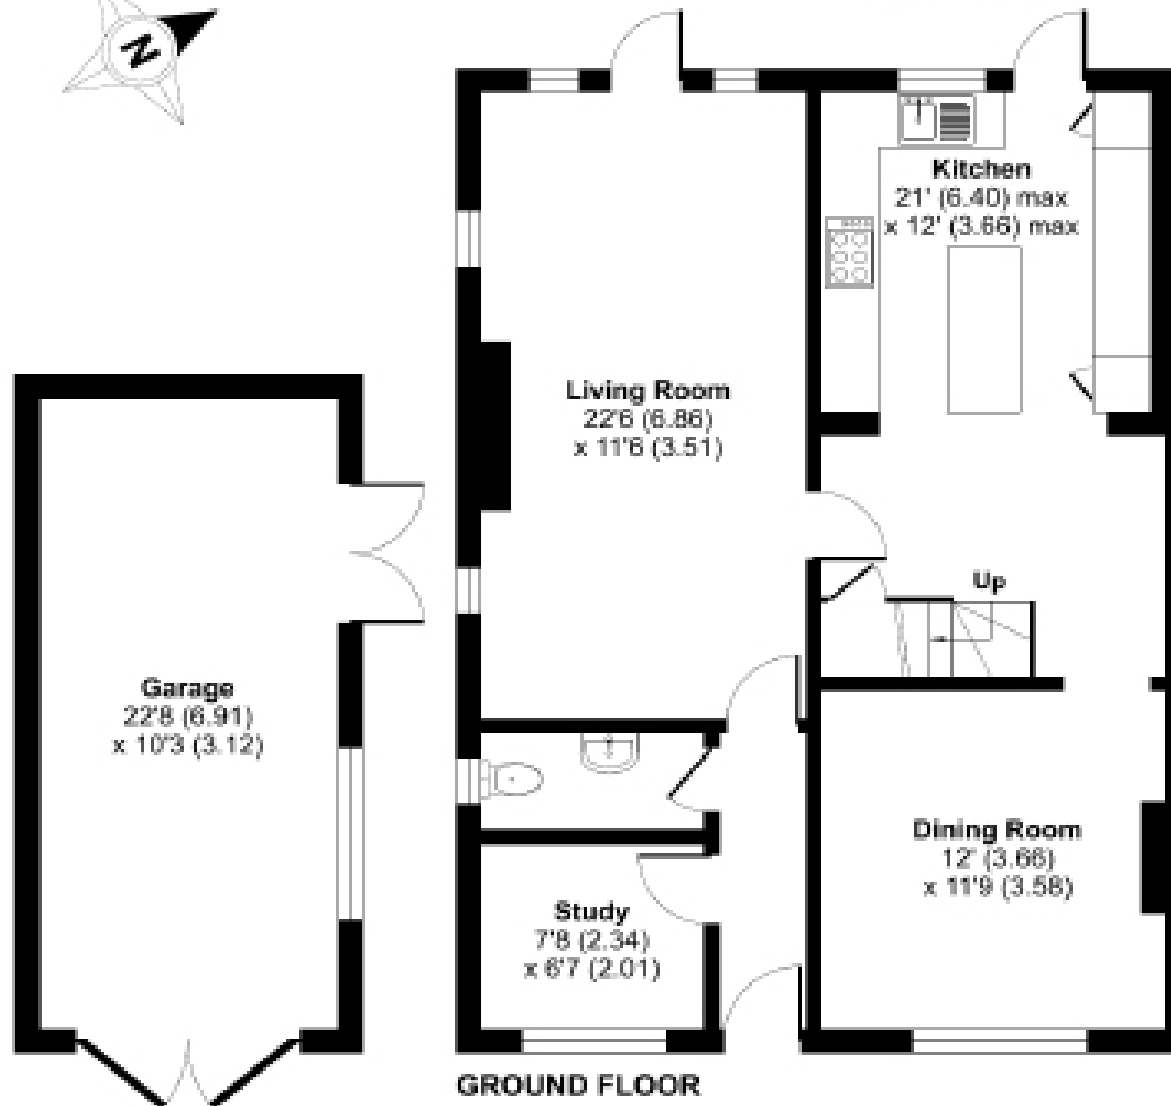 N
Kitchen
21' (6.40) max
x 12' (3.66) max
Living Room
22'6 (6.86)
x 11'6 (3.51)
Up
Garage
22'8 (6.91)
x 10'3 (3.12)
Dining Room
12' (3.66)
x 11'9 (3.58)
Study
7'8 (2.34)
x 6'7 (2.01)
GROUND FLOOR